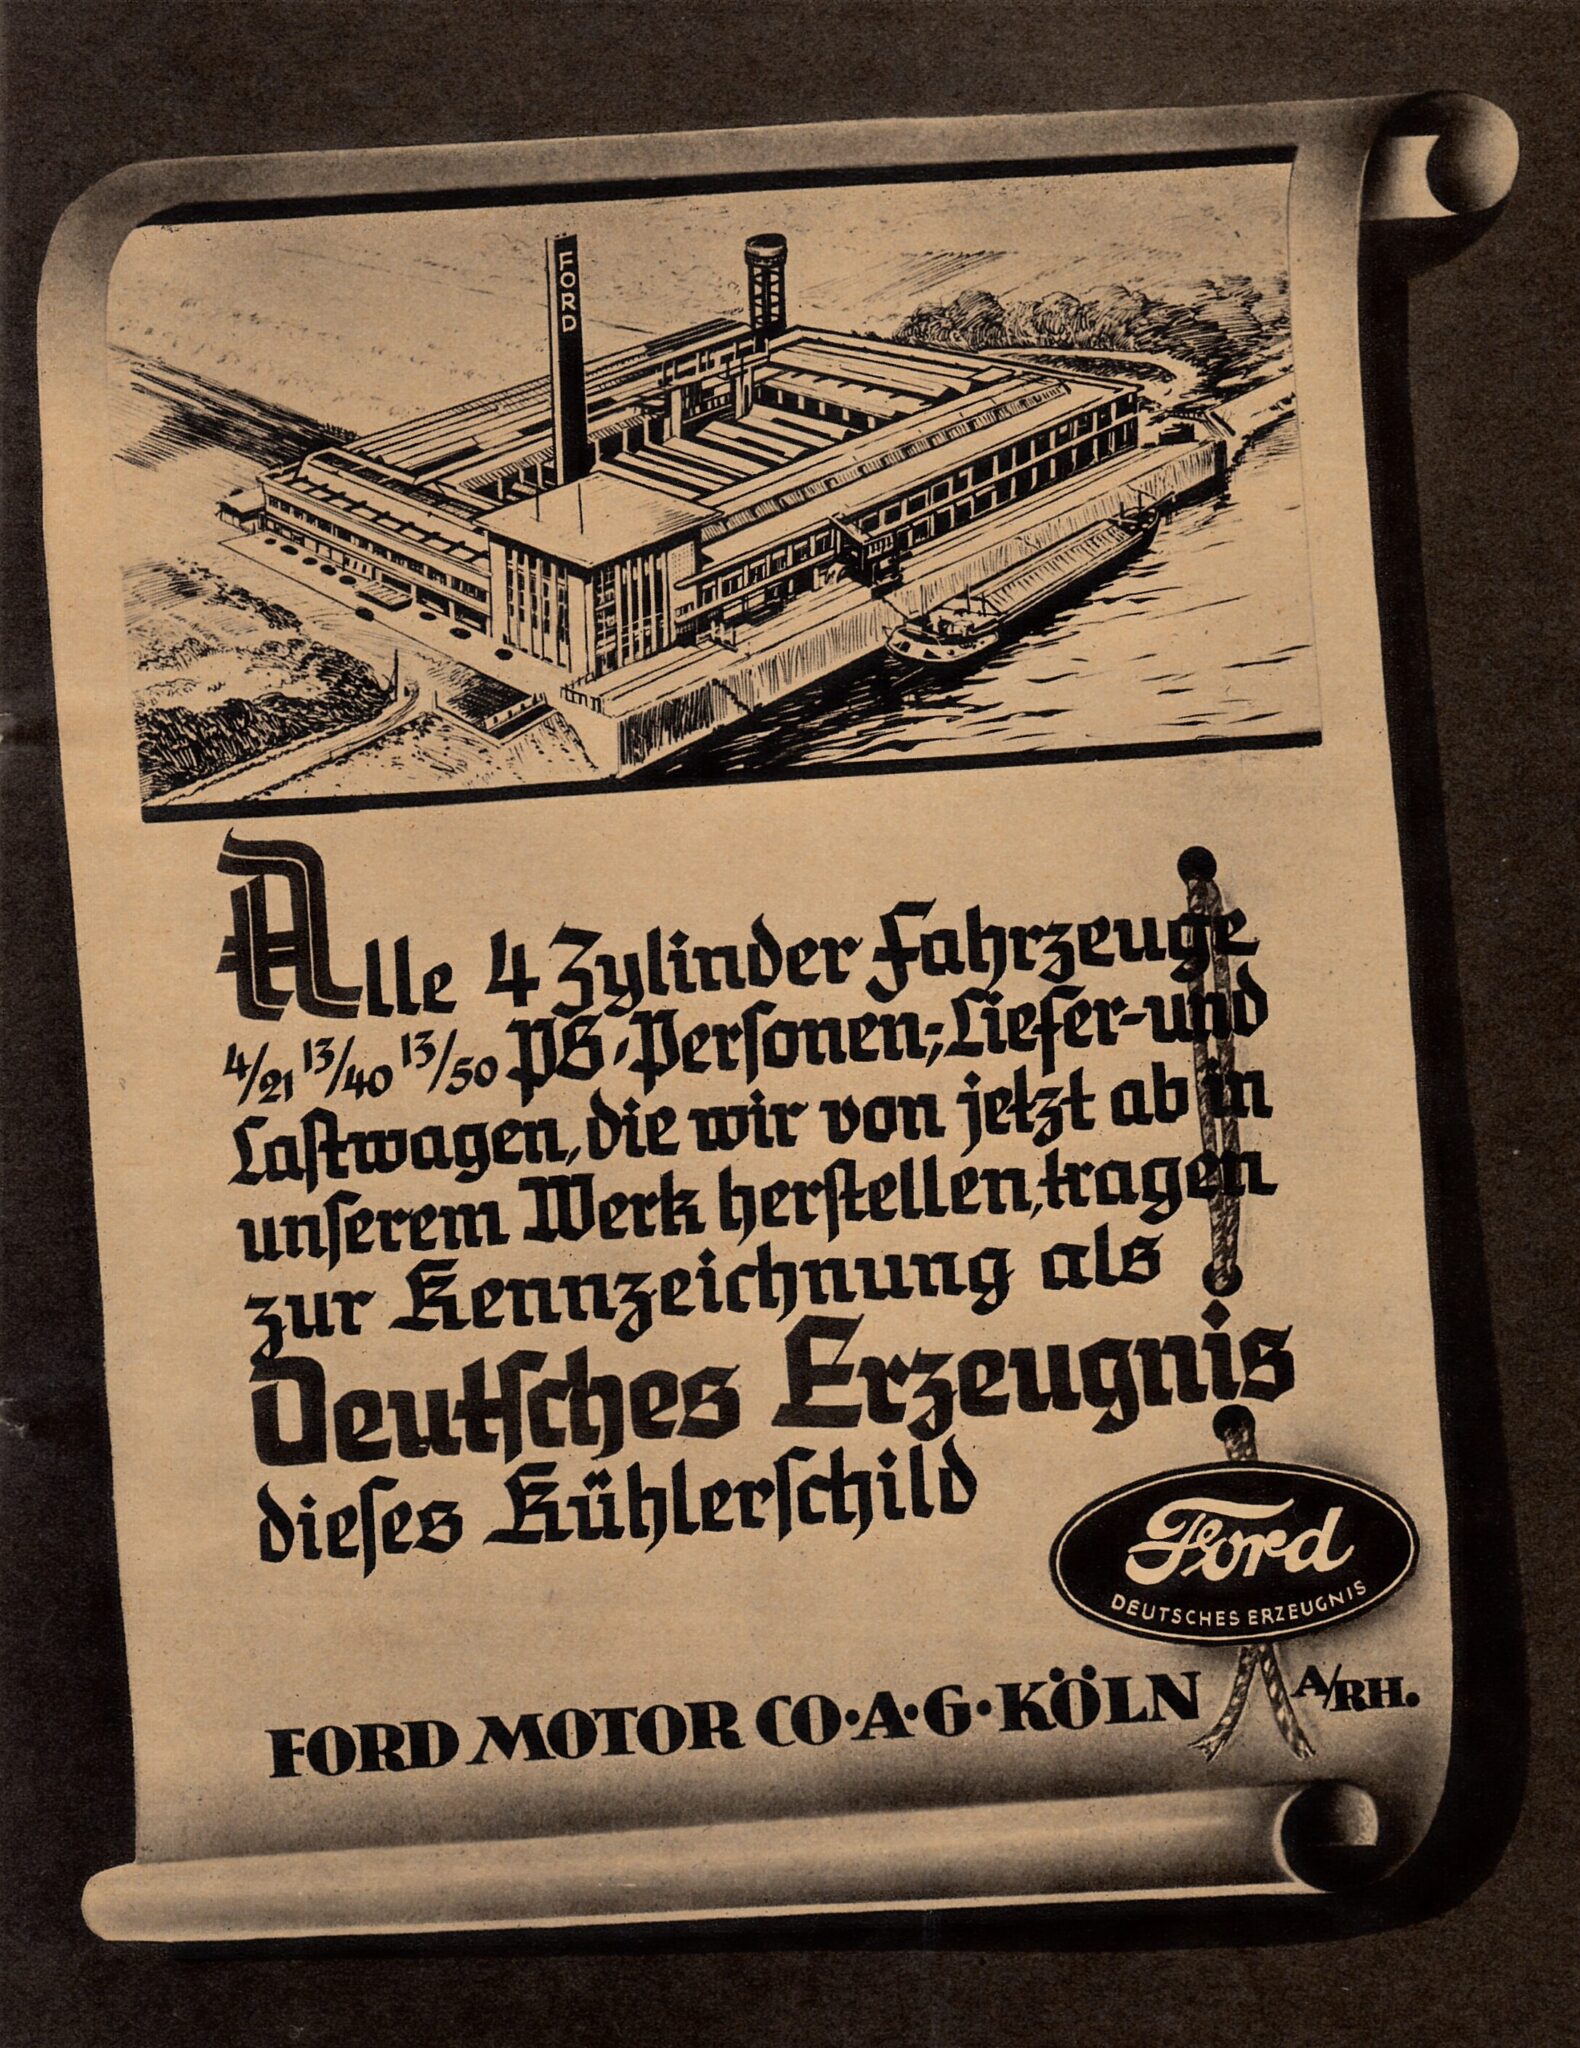 FORD
Alle 4 Zylinder Fahrzeuge
4/21 13/40 13/50 PS-Personen-, Liefer- und
Lastwagen, die wir von jetzt ab in
unserem Werk herstellen, tragen
zur Kennzeichnung als
Deutsches Erzeugnis
dieses Kühlerschild
Ford
DEUTSCHES ERZEUGNIS
FORD MOTOR CO·A·G·KÖLN A/RH.